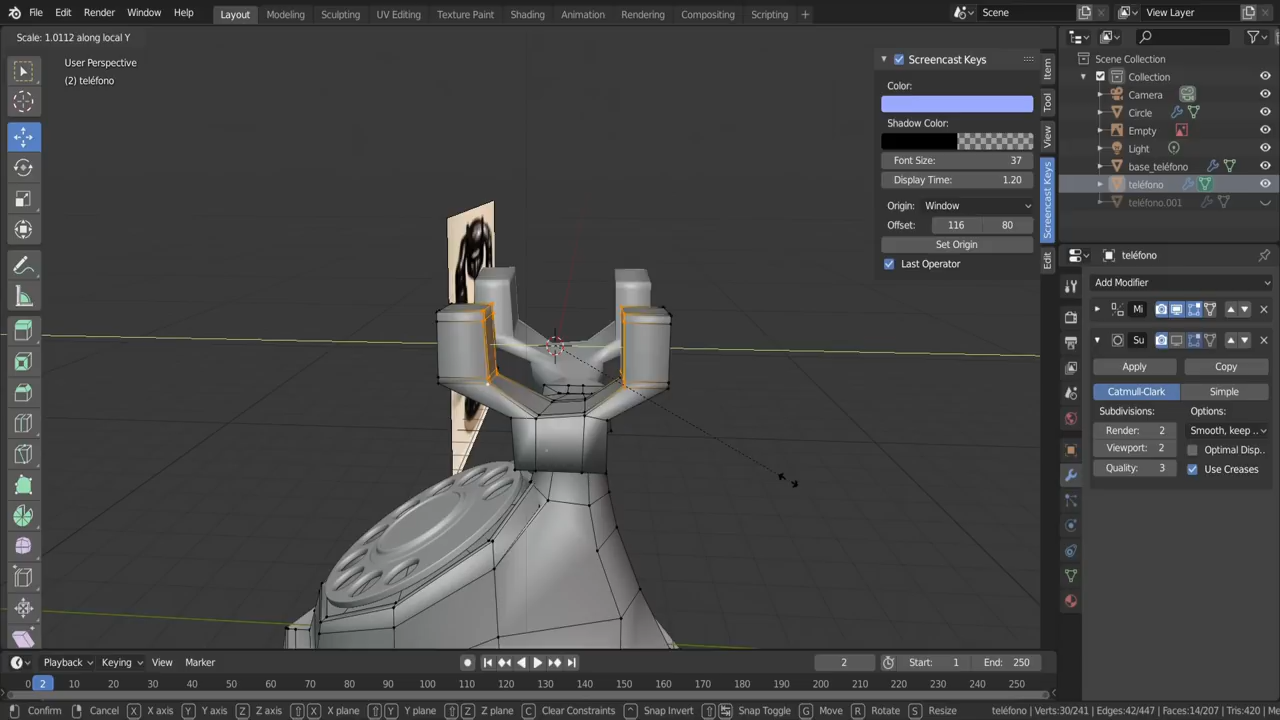 File Edit Render Window Help Layout Modeling Sculpting UV Editing Texture Paint Shading Animation Rendering Compositing Scripting + Scene View Layer
Scale: 1.0112 along local Y
User Perspective
(2) teléfono
Screencast Keys
Color:
Shadow Color:
Font Size: 37
Display Time: 1.20
Origin: Window
Offset: 116 80
Set Origin
Last Operator
Item
Tool
View
Screencast Keys
Edit
Scene Collection
Collection
Camera
Circle
Empty
Light
base_teléfono
teléfono
teléfono.001
teléfono
Add Modifier
Mi
Su
Apply Copy
Catmull-Clark Simple
Subdivisions: Options:
Render: 2 Smooth, keep ..
Viewport: 2 Optimal Disp..
Quality: 3 Use Creases
Playback Keying View Marker 2 Start: 1 End: 250
0 2 10 20 30 40 50 60 70 80 90 100 110 120 130 140 150 160 170 180 190 200 210 220 230 240 250
Confirm Cancel X X axis Y Y axis Z Z axis X X plane Y Y plane Z Z plane C Clear Constraints Snap Invert Snap Toggle G Move R Rotate S Resize teléfono | Verts:30/241 | Edges:42/447 | Faces:14/207 | Tris:420 | Me